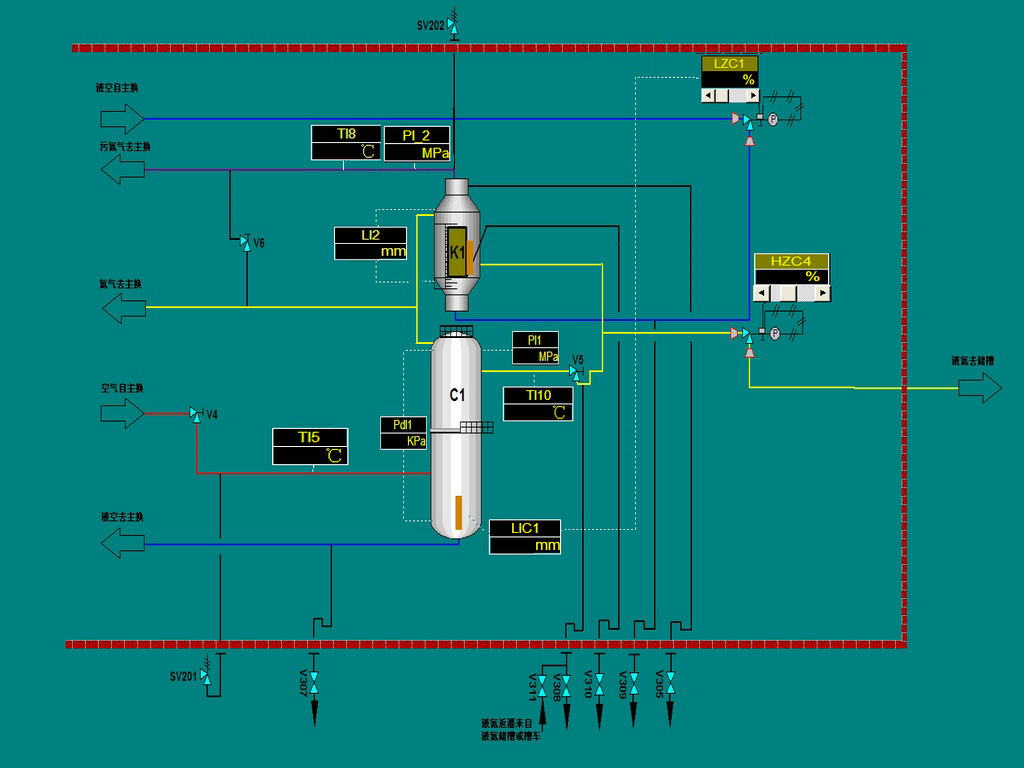 SV202
LZC1
%
液空自主换
污氮气去主换
TI8
℃
PI_2
MPa
LI2
mm
K1
V6
HZC4
%
氮气去主换
PI1
MPa
V5
液氮去储槽
空气自主换
V4
C1
TI10
℃
PdI1
KPa
TI5
℃
液空去主换
LIC1
mm
P
P
SV201
V307
V311
V308
V310
V309
V305
液氮返灌来自
液氮储槽或槽车